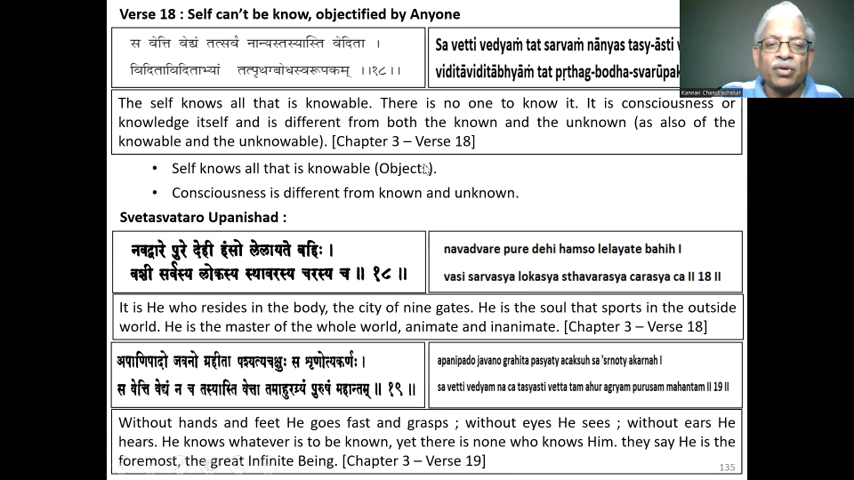 Verse 18 : Self can't be know, objectified by Anyone
स वेत्ति वेद्यं तत्सर्वं नान्यस्तस्यास्ति वेदिता ।
विदिताविदिताभ्यां तत्पृथग्बोधस्वरूपकम् ।।१८।।
Sa vetti vedyaṁ tat sarvaṁ nānyas tasy-āsti
viditāviditābhyāṁ tat pṛthag-bodha-svarūpak
Kannan Chandrashekar
The self knows all that is knowable. There is no one to know it. It is consciousness or
knowledge itself and is different from both the known and the unknown (as also of the
knowable and the unknowable). [Chapter 3 – Verse 18]
• Self knows all that is knowable (Object).
• Consciousness is different from known and unknown.
Svetasvataro Upanishad :
नवद्वारे पुरे देही हंसो लेलायते बहिः ।
वशी सर्वस्य लोकस्य स्थावरस्य चरस्य च ॥ १८ ॥
navadvare pure dehi hamso lelayate bahih I
vasi sarvasya lokasya sthavarasya carasya ca II 18 II
It is He who resides in the body, the city of nine gates. He is the soul that sports in the outside
world. He is the master of the whole world, animate and inanimate. [Chapter 3 – Verse 18]
अपाणिपादो जवनो ग्रहीता पश्यत्यचक्षुः स शृणोत्यकर्णः ।
स वेत्ति वेद्यं न च तस्यास्ति वेत्ता तमाहुरग्र्यं पुरुषं महान्तम् ॥ १९ ॥
apanipado javano grahita pasyaty acaksuh sa 'srnoty akarnah I
sa vetti vedyam na ca tasyasti vetta tam ahur agryam purusam mahantam II 19 II
Without hands and feet He goes fast and grasps ; without eyes He sees ; without ears He
hears. He knows whatever is to be known, yet there is none who knows Him. they say He is the
foremost, the great Infinite Being. [Chapter 3 – Verse 19]
135